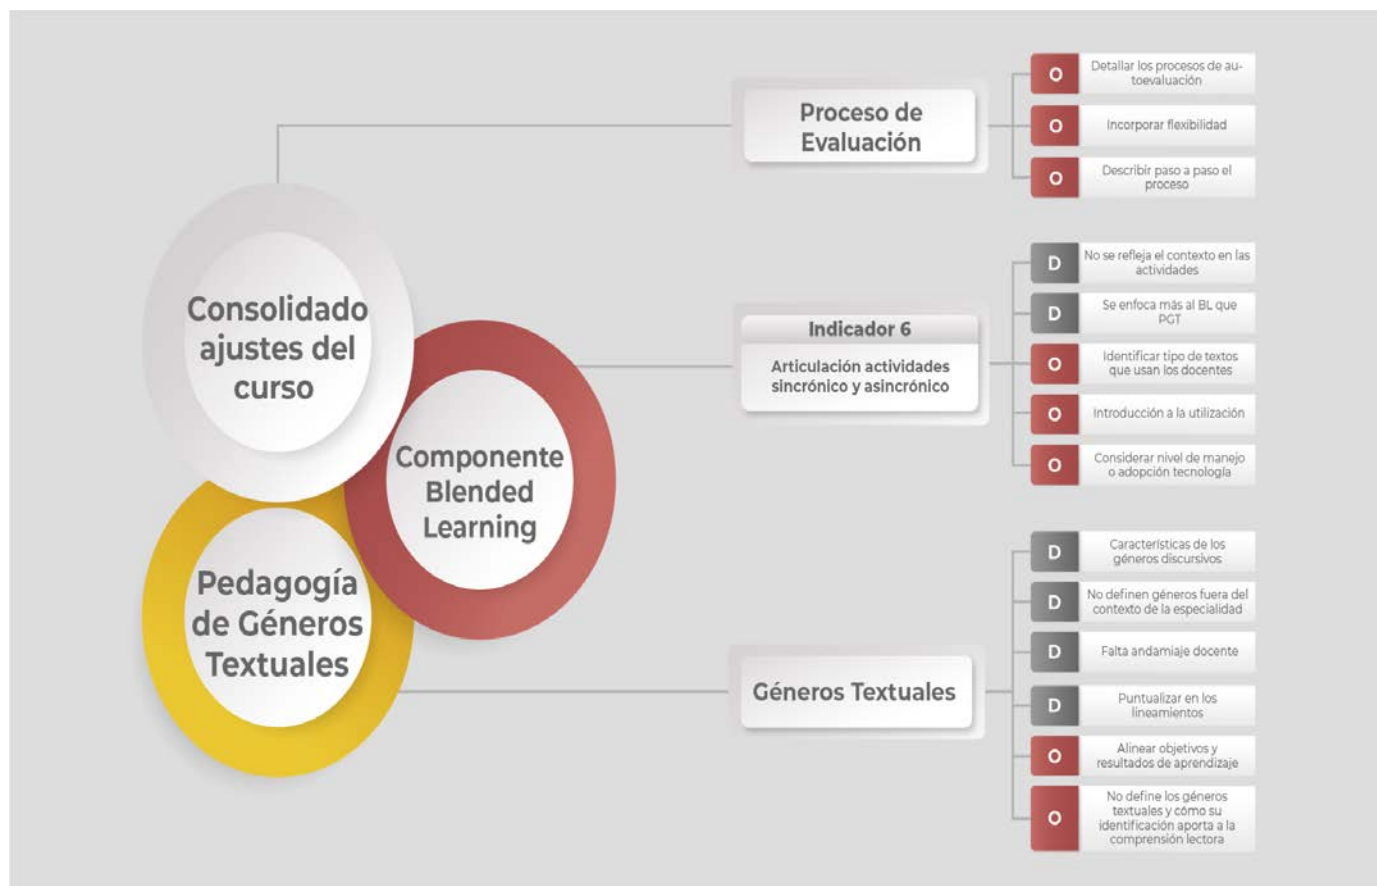 Consolidado
ajustes del
curso
Componente
Blended
Learning
Pedagogía
de Géneros
Textuales
Proceso de
Evaluación
O
Detallar los procesos de au-
toevaluación
O
Incorporar flexibilidad
O
Describir paso a paso el
proceso
Indicador 6
Articulación actividades
sincrónico y asincrónico
D
No se refleja el contexto en las
actividades
D
Se enfoca más al BL que
PGT
O
Identificar tipo de textos
que usan los docentes
O
Introducción a la utilización
O
Considerar nivel de manejo
o adopción tecnología
Géneros Textuales
D
Características de los
géneros discursivos
D
No definen géneros fuera del
contexto de la especialidad
D
Falta andamiaje docente
D
Puntualizar en los
lineamientos
O
Alinear objetivos y
resultados de aprendizaje
O
No define los géneros
textuales y cómo su
identificación aporta a la
comprensión lectora